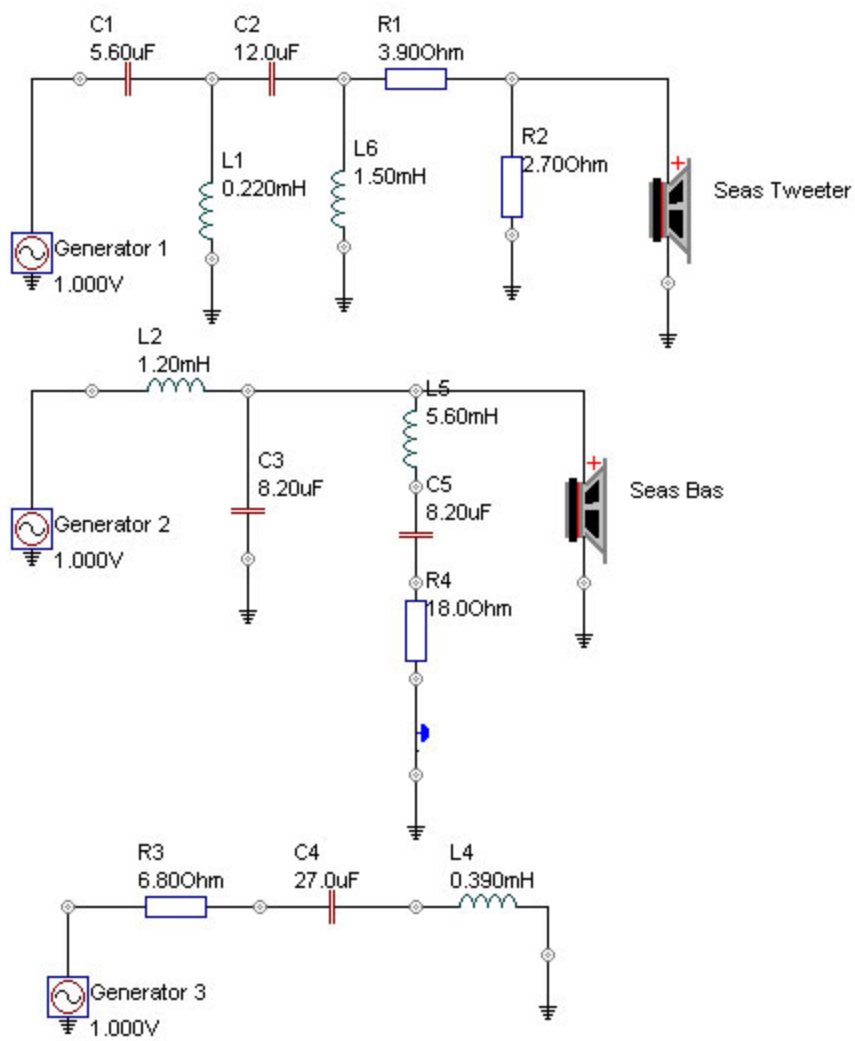 C1
5.60uF
C2
12.0uF
R1
3.90Ohm
L1
0.220mH
L6
1.50mH
R2
2.70Ohm
+
Seas Tweeter
Generator 1
1.000V
L2
1.20mH
L5
5.60mH
C3
8.20uF
C5
8.20uF
+
Seas Bas
Generator 2
1.000V
R4
18.0Ohm
R3
6.80Ohm
C4
27.0uF
L4
0.390mH
Generator 3
1.000V